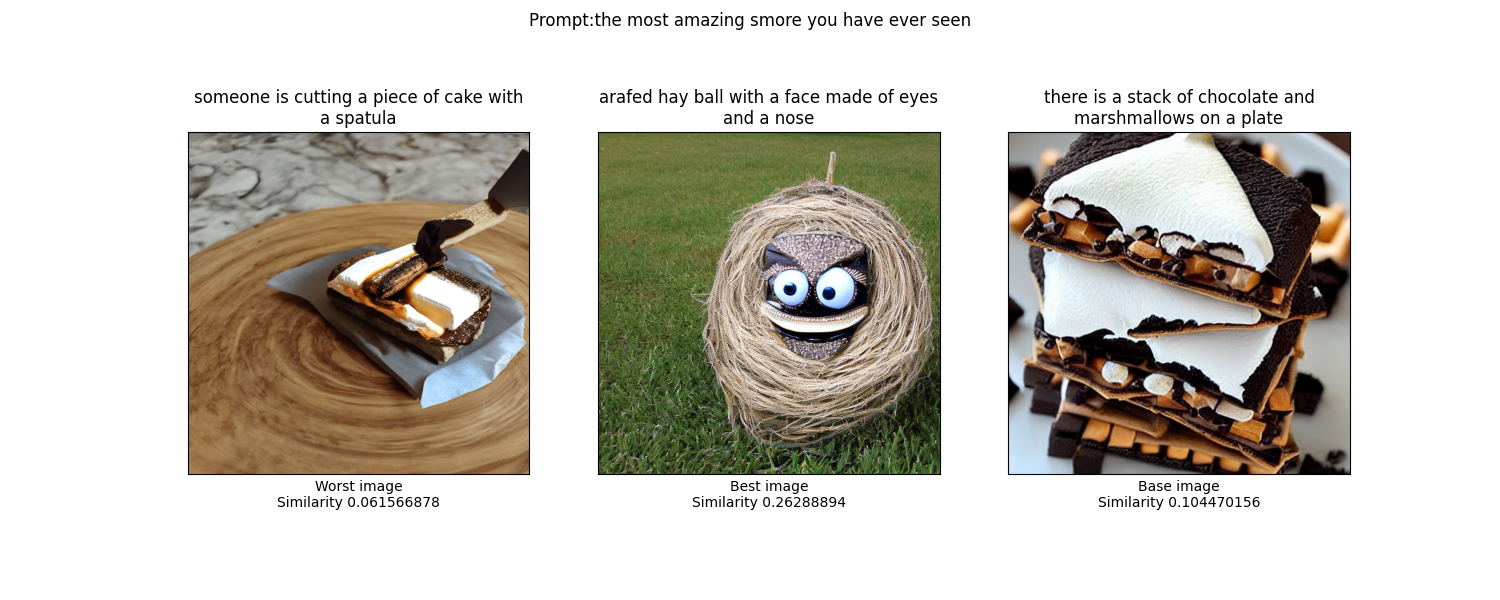 Prompt:the most amazing smore you have ever seen
someone is cutting a piece of cake with
a spatula
arafed hay ball with a face made of eyes
and a nose
there is a stack of chocolate and
marshmallows on a plate
Worst image
Similarity 0.061566878
Best image
Similarity 0.26288894
Base image
Similarity 0.104470156